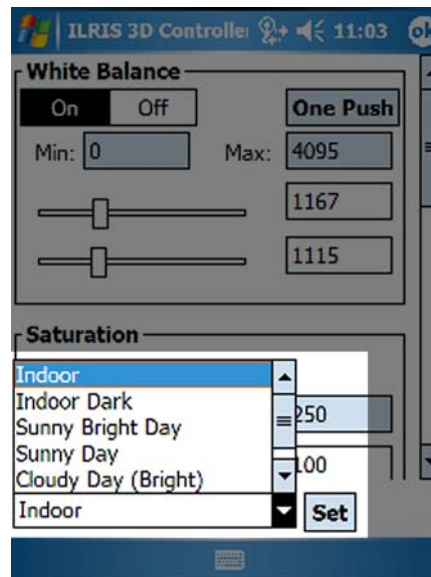 ILRIS 3D Controller 11:03 ok
White Balance
On Off One Push
Min: 0 Max: 4095
1167
1115
Saturation
Indoor
Indoor Dark 250
Sunny Bright Day
Sunny Day 100
Cloudy Day (Bright)
Indoor Set